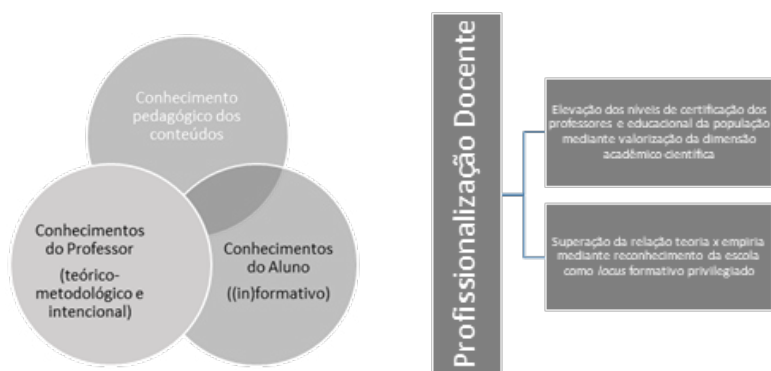 Conhecimento
pedagógico dos
conteúdos
Conhecimentos
do Professor
(teórico-
metodológico e
intencional)
Conhecimentos
do Aluno
((in)formativo)
Profissionalização Docente
Elevação dos níveis de certificação dos
professores e educacional da população
mediante valorização da dimensão
acadêmico científica
Superação da relação teoria x empiria
mediante reconhecimento da escola
como locus formativo privilegiado